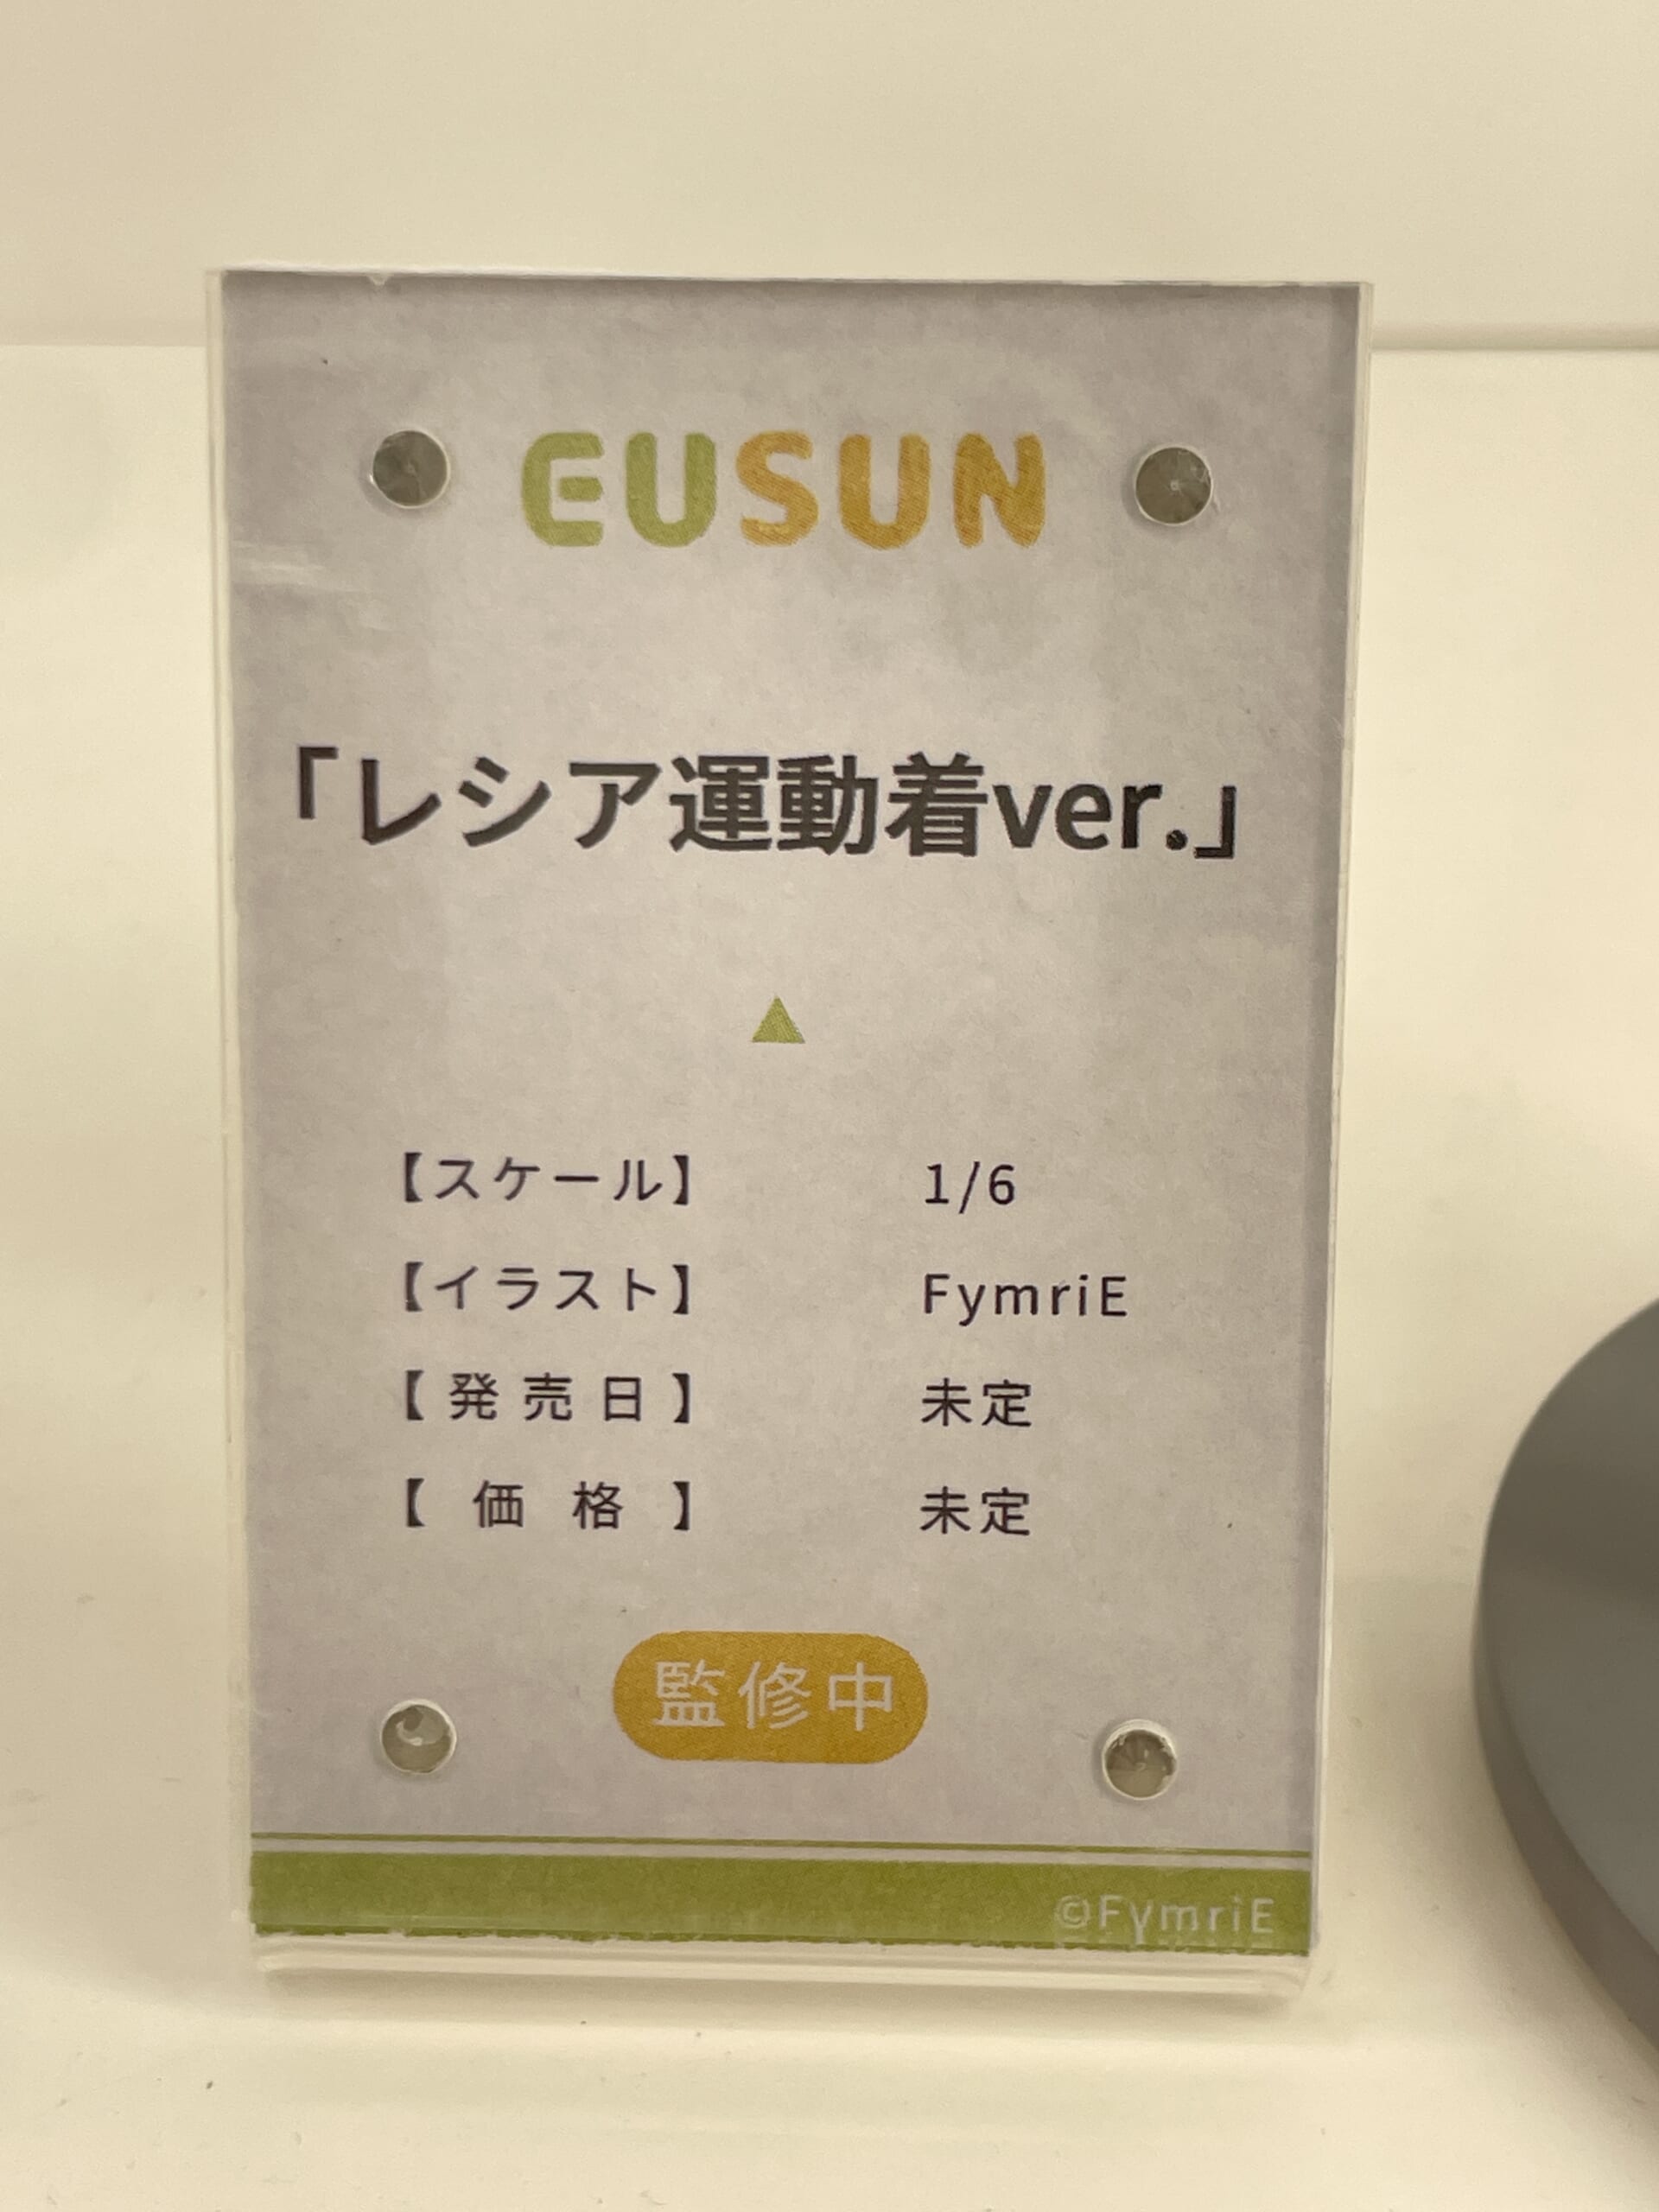 EUSUN
「レシア運動着ver.」
【スケール】 1/6
【イラスト】 FymriE
【発売日】 未定
【価格】 未定
監修中
©FymriE